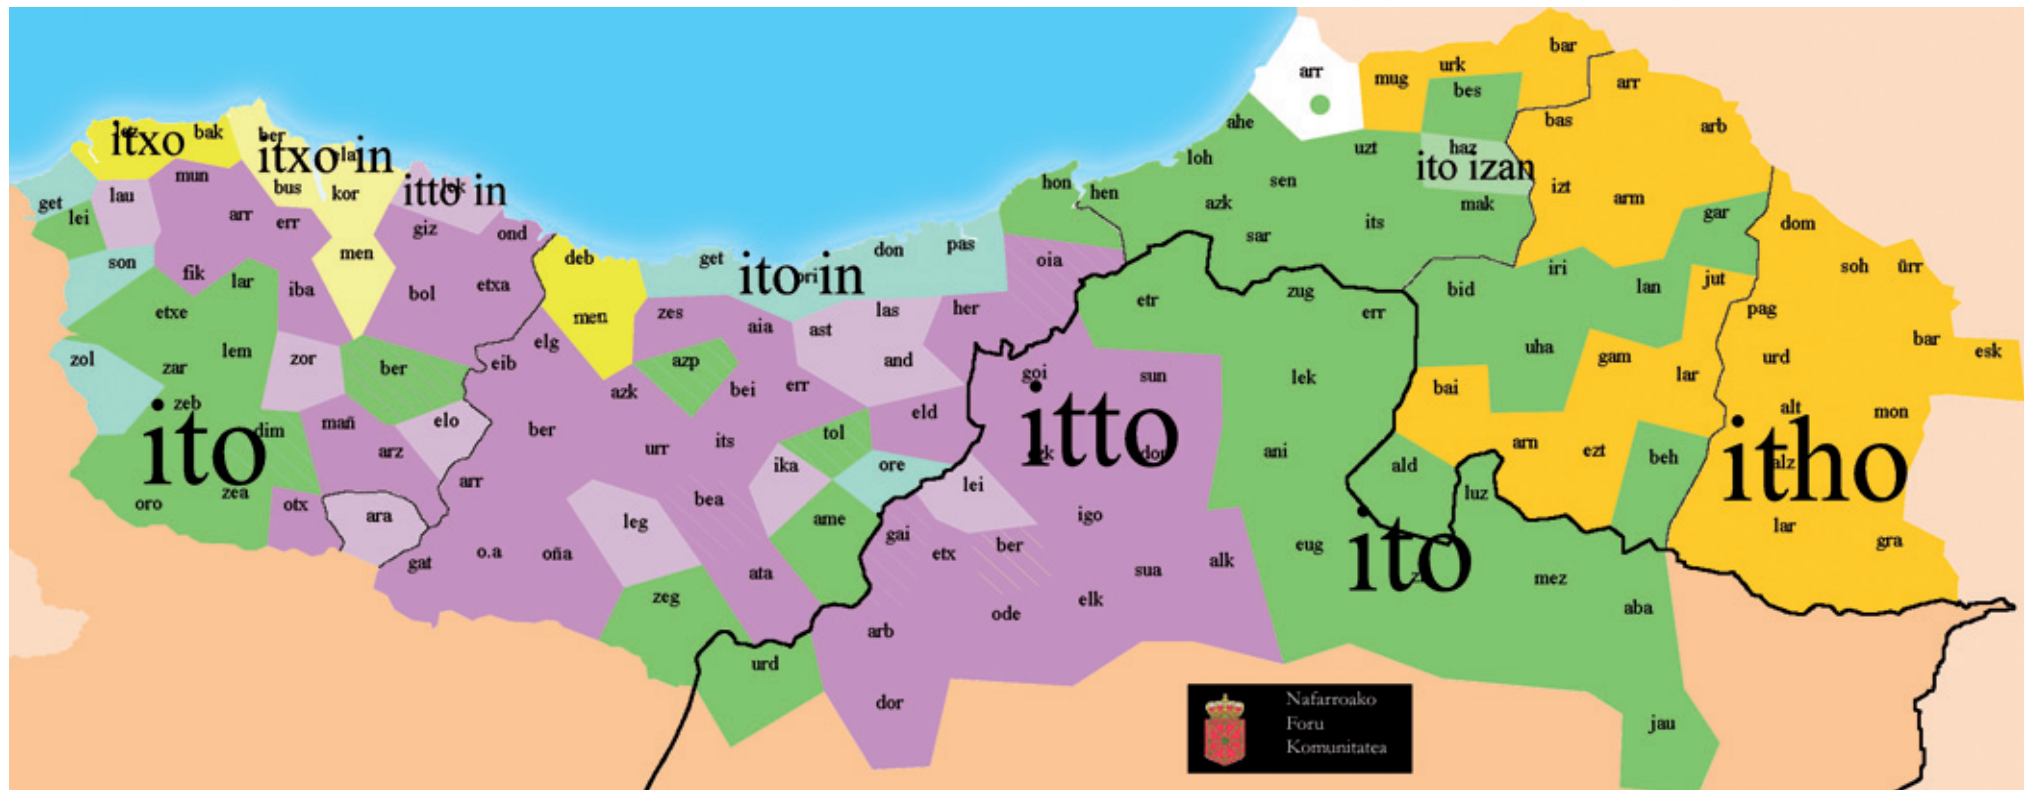 bar
arr
mug
urk
bes
arr
itxo
bak
ber
itxo in
bas
arb
ahe
loh
uzt
haz
ito izan
mun
lau
bus
kor
itto in
hon
hen
sen
izt
arm
get
lei
arr
err
giz
ond
azk
its
mak
gar
dom
son
fik
lar
men
deb
get
ito in
don
pas
oia
sar
iri
soh
ürr
iba
bol
etxa
etr
zug
err
bid
lan
jut
pag
etxe
men
zes
aia
ast
las
her
zol
zar
lem
zor
ber
eib
elg
azp
and
uha
gam
lar
urd
bar
esk
zeb
ito
dim
mañ
elo
ber
azk
bei
err
eld
goi
itto
sun
lek
bai
alt
mon
itho
arz
urr
its
tol
dor
ani
arn
ezt
beh
oro
zea
otx
ara
arr
leg
bea
ika
ore
lei
ald
luz
alz
gat
o.a
oña
ata
ame
gai
etx
ber
igo
sua
alk
eug
ito
mez
lar
gra
zeg
urd
arb
ode
elk
aba
dor
jau
Nafarroako
Foru
Komunitatea